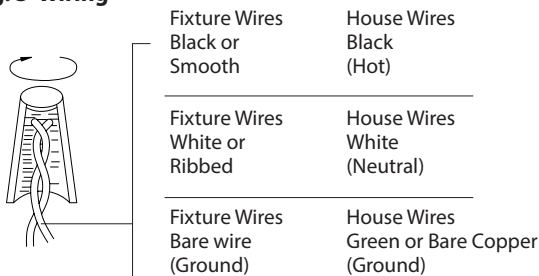 Fixture Wires House Wires
Black or Black
Smooth (Hot)
Fixture Wires House Wires
White or White
Ribbed (Neutral)
Fixture Wires House Wires
Bare wire Green or Bare Copper
(Ground) (Ground)